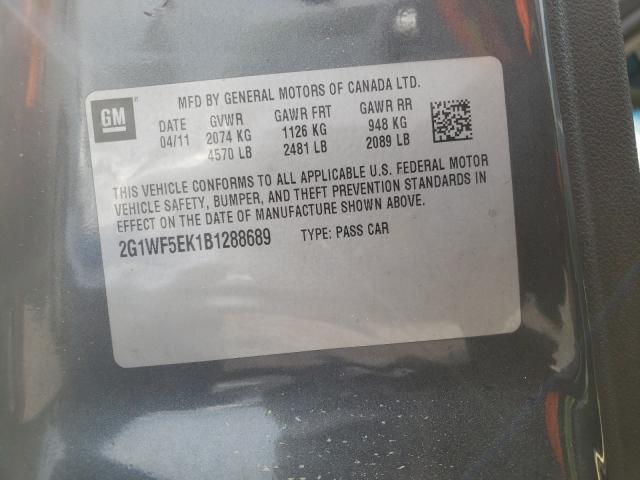 GM
MFD BY GENERAL MOTORS OF CANADA LTD.
DATE GVWR GAWR FRT GAWR RR
04/11 2074 KG 1126 KG 948 KG
4570 LB 2481 LB 2089 LB
THIS VEHICLE CONFORMS TO ALL APPLICABLE U.S. FEDERAL MOTOR
VEHICLE SAFETY, BUMPER, AND THEFT PREVENTION STANDARDS IN
EFFECT ON THE DATE OF MANUFACTURE SHOWN ABOVE.
2G1WF5EK1B1288689 TYPE: PASS CAR